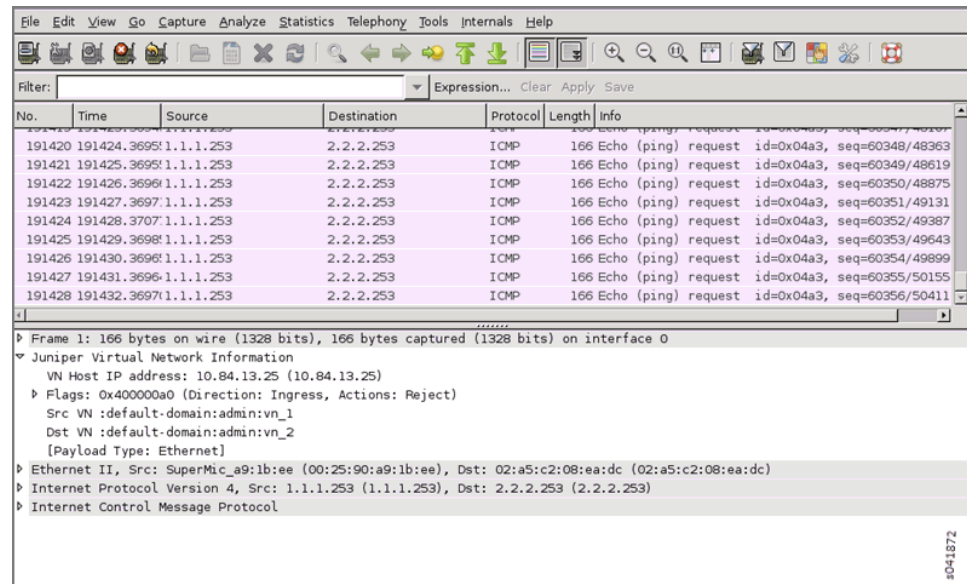 File Edit View Go Capture Analyze Statistics Telephony Tools Internals Help
Filter: Expression... Clear Apply Save
No. Time Source Destination Protocol Length Info
191420 191424.3695 1.1.1.253 2.2.2.253 ICMP 166 Echo (ping) request id=0x04a3, seq=60348/48363
191421 191425.3695 1.1.1.253 2.2.2.253 ICMP 166 Echo (ping) request id=0x04a3, seq=60349/48619
191422 191426.3696 1.1.1.253 2.2.2.253 ICMP 166 Echo (ping) request id=0x04a3, seq=60350/48875
191423 191427.3697 1.1.1.253 2.2.2.253 ICMP 166 Echo (ping) request id=0x04a3, seq=60351/49131
191424 191428.3707 1.1.1.253 2.2.2.253 ICMP 166 Echo (ping) request id=0x04a3, seq=60352/49387
191425 191429.3698 1.1.1.253 2.2.2.253 ICMP 166 Echo (ping) request id=0x04a3, seq=60353/49643
191426 191430.3696 1.1.1.253 2.2.2.253 ICMP 166 Echo (ping) request id=0x04a3, seq=60354/49899
191427 191431.3696 1.1.1.253 2.2.2.253 ICMP 166 Echo (ping) request id=0x04a3, seq=60355/50155
191428 191432.3697 1.1.1.253 2.2.2.253 ICMP 166 Echo (ping) request id=0x04a3, seq=60356/50411
Frame 1: 166 bytes on wire (1328 bits), 166 bytes captured (1328 bits) on interface 0
Juniper Virtual Network Information
VN Host IP address: 10.84.13.25 (10.84.13.25)
Flags: 0x400000a0 (Direction: Ingress, Actions: Reject)
Src VN :default-domain:admin:vn_1
Dst VN :default-domain:admin:vn_2
[Payload Type: Ethernet]
Ethernet II, Src: SuperMic_a9:1b:ee (00:25:90:a9:1b:ee), Dst: 02:a5:c2:08:ea:dc (02:a5:c2:08:ea:dc)
Internet Protocol Version 4, Src: 1.1.1.253 (1.1.1.253), Dst: 2.2.2.253 (2.2.2.253)
Internet Control Message Protocol
s041872